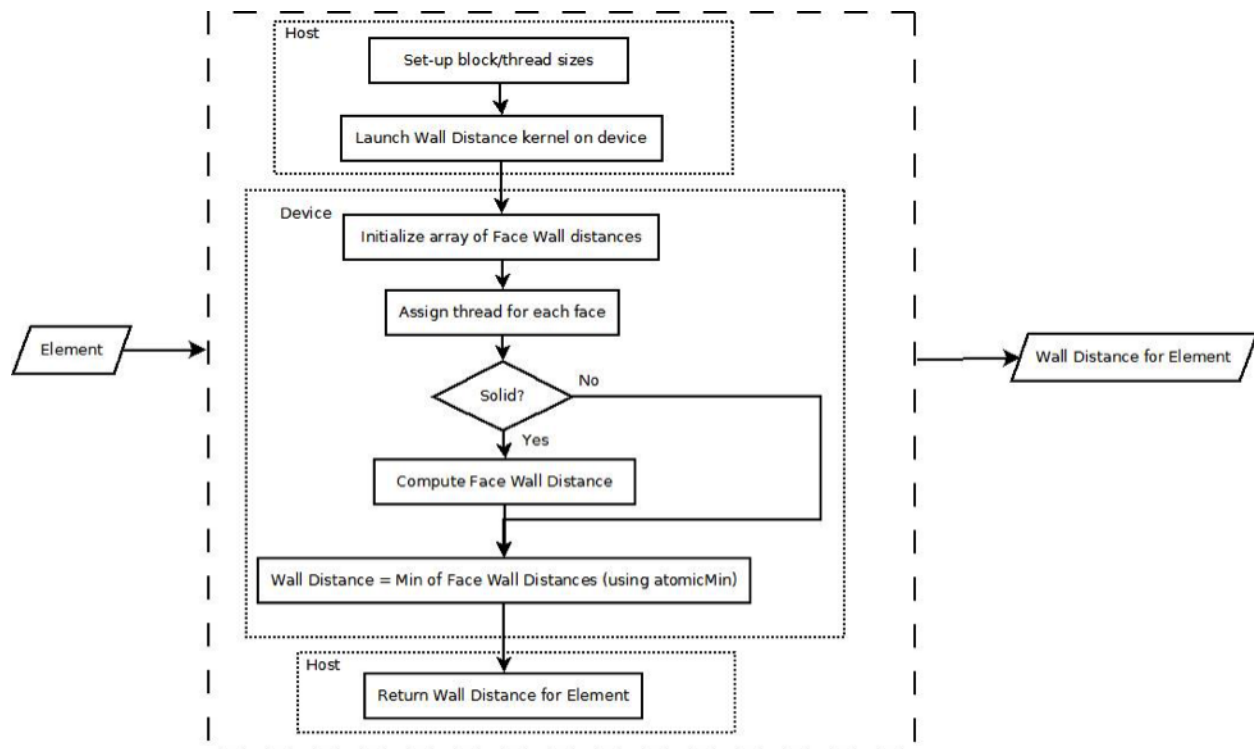 Host
Set-up block/thread sizes
Launch Wall Distance kernel on device
Device
Initialize array of Face Wall distances
Assign thread for each face
Element
Wall Distance for Element
Solid?
No
Yes
Compute Face Wall Distance
Wall Distance = Min of Face Wall Distances (using atomicMin)
Host
Return Wall Distance for Element